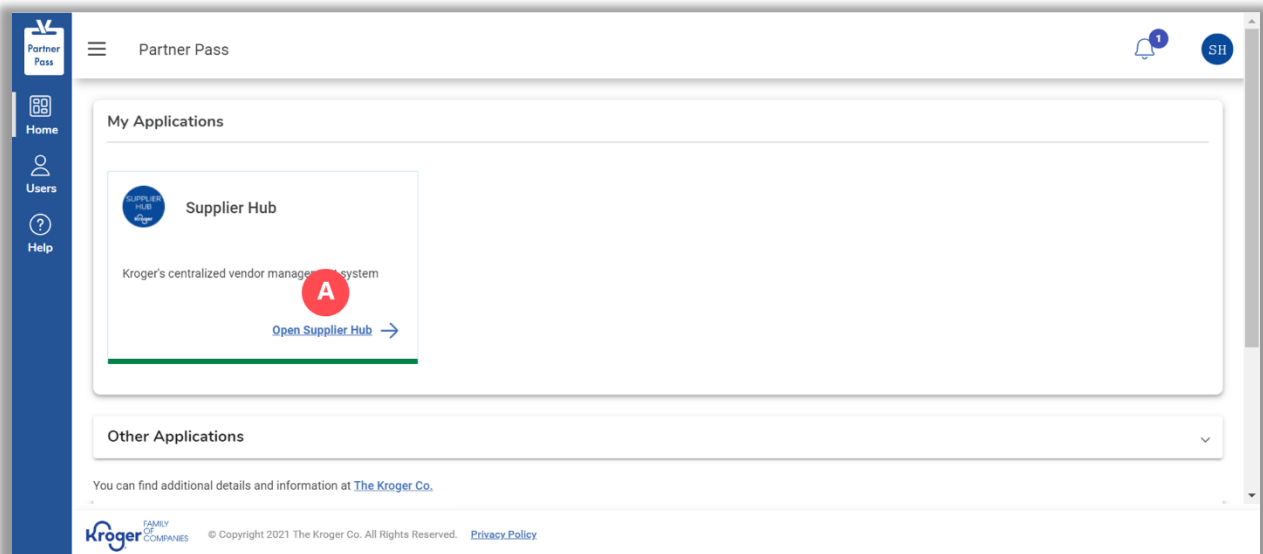 Partner
Pass
Partner Pass
1
SH
Home
Users
Help
My Applications
SUPPLIER
HUB
Kroger
Supplier Hub
Kroger's centralized vendor management system
A
Open Supplier Hub
Other Applications
You can find additional details and information at The Kroger Co.
Kroger FAMILY
OF
COMPANIES
© Copyright 2021 The Kroger Co. All Rights Reserved. Privacy Policy